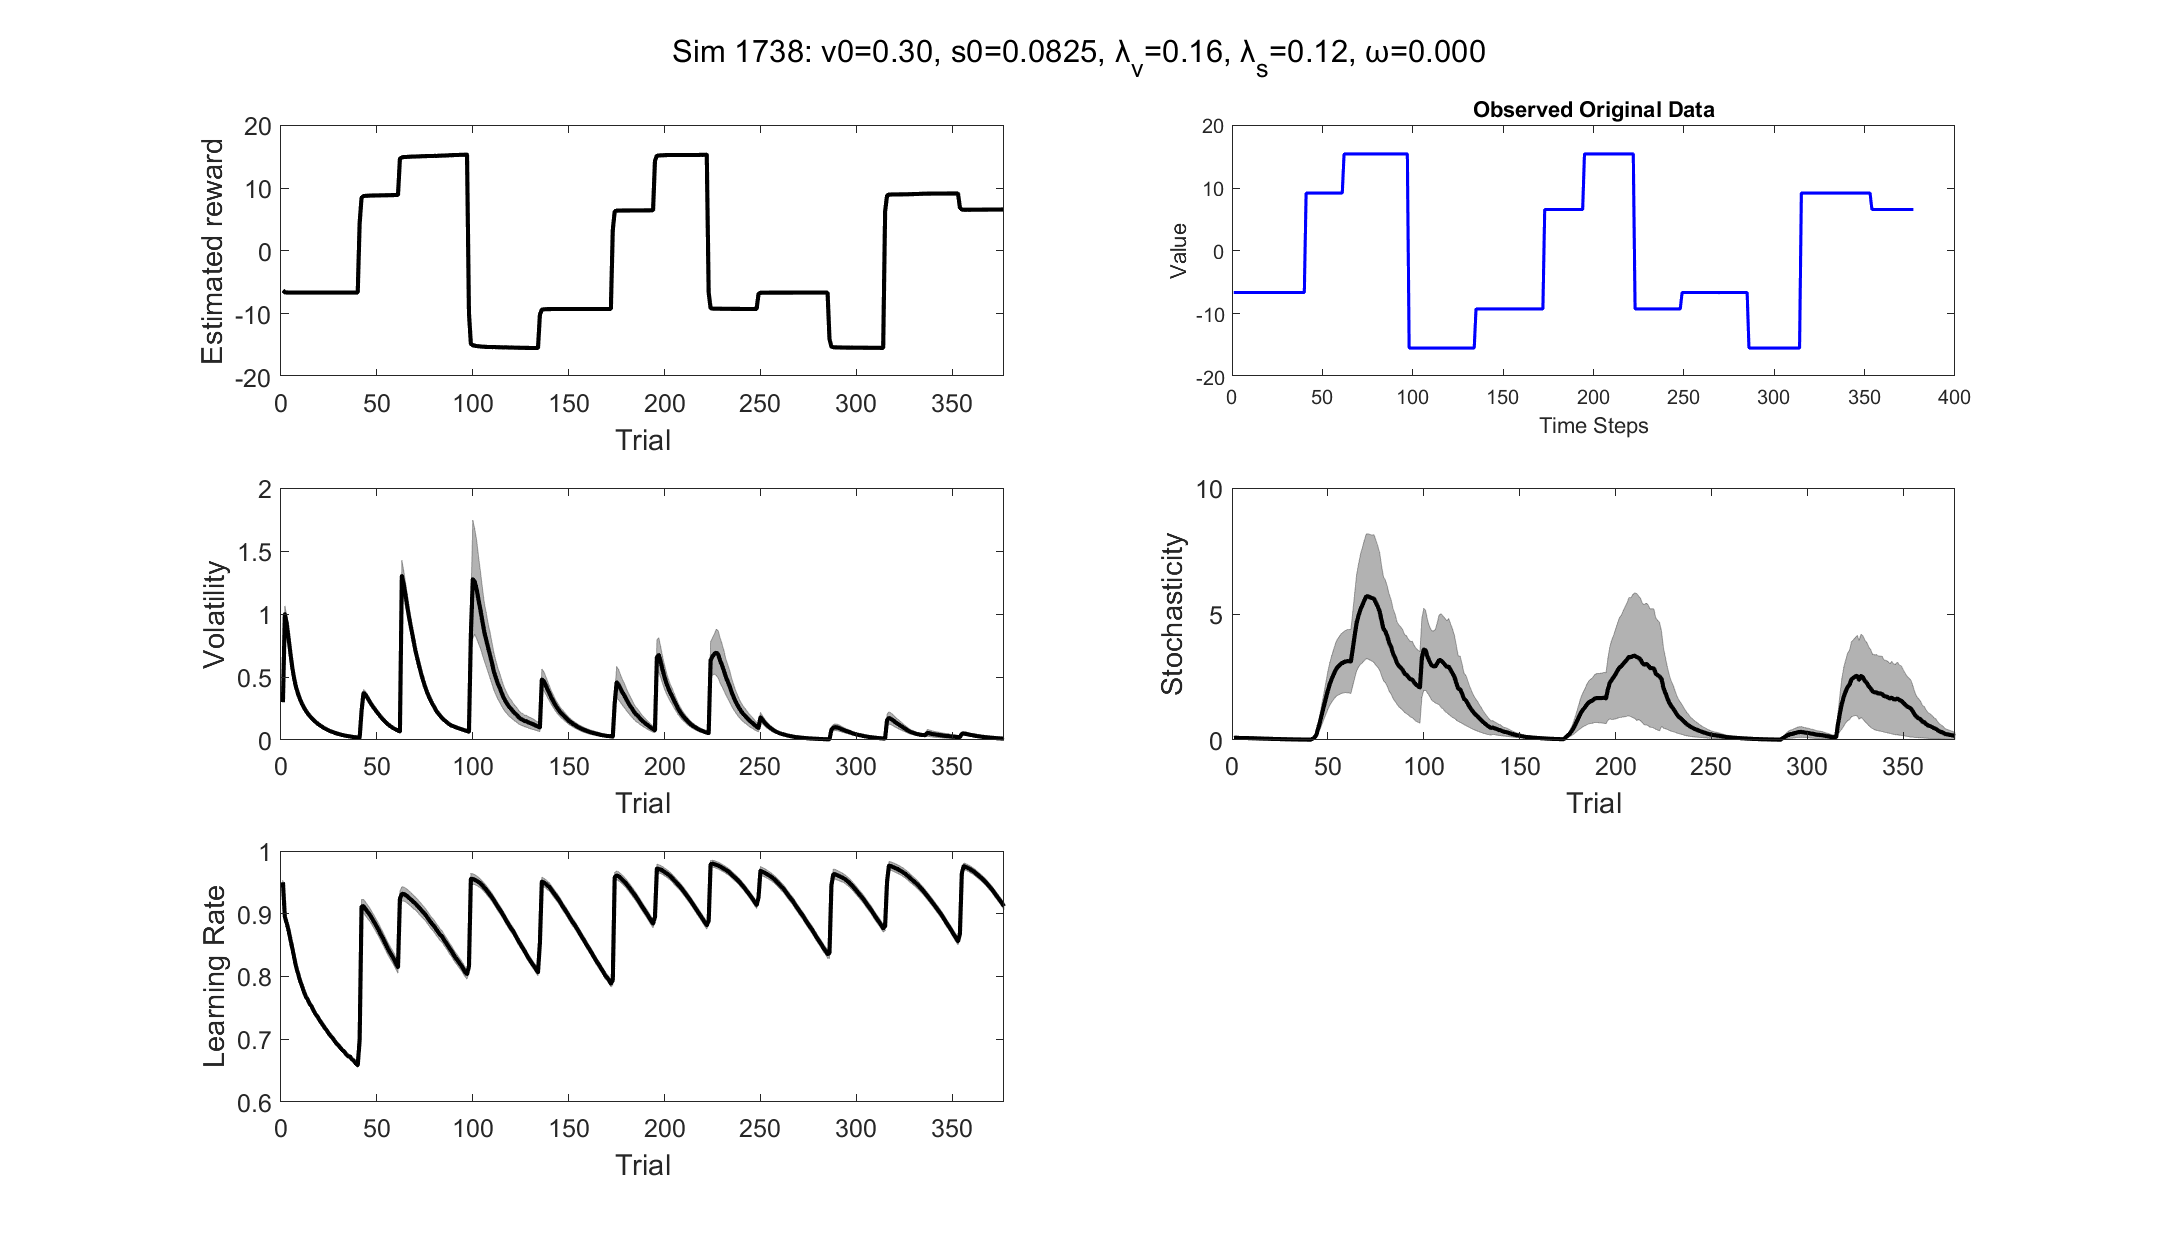 Sim 1738: v0=0.30, s0=0.0825, λ_v=0.16, λ_s=0.12, ω=0.000
Estimated reward
20
10
0
-10
-20
0 50 100 150 200 250 300 350
Trial
Observed Original Data
Value
20
10
0
-10
-20
0 50 100 150 200 250 300 350 400
Time Steps
Volatility
2
1.5
1
0.5
0
0 50 100 150 200 250 300 350
Trial
Stochasticity
10
5
0
0 50 100 150 200 250 300 350
Trial
Learning Rate
1
0.9
0.8
0.7
0.6
0 50 100 150 200 250 300 350
Trial